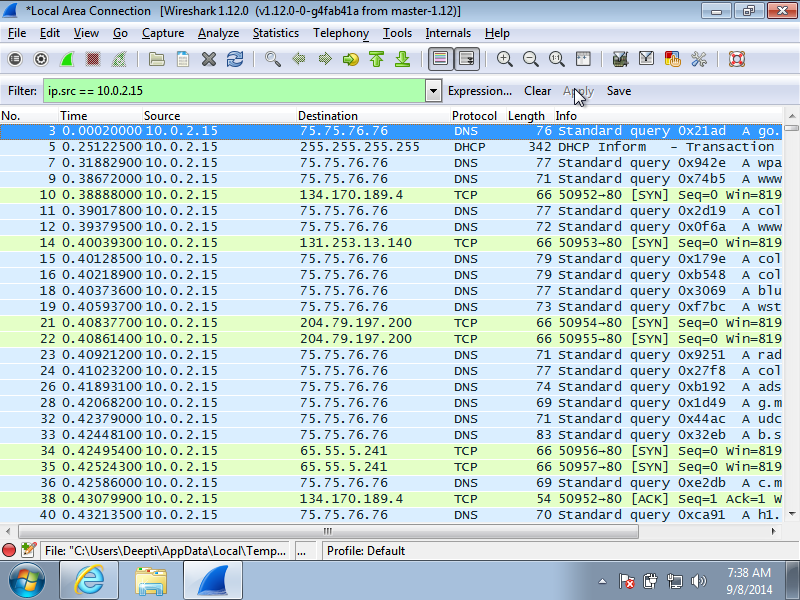 *Local Area Connection [Wireshark 1.12.0 (v1.12.0-0-g4fab41a from master-1.12)]
File Edit View Go Capture Analyze Statistics Telephony Tools Internals Help
Filter: ip.src == 10.0.2.15 Expression... Clear Apply Save
No. Time Source Destination Protocol Length Info
3 0.00020000 10.0.2.15 75.75.76.76 DNS 76 Standard query 0x21ad A go.
5 0.25122500 10.0.2.15 255.255.255.255 DHCP 342 DHCP Inform - Transaction
7 0.31882900 10.0.2.15 75.75.76.76 DNS 77 Standard query 0x942e A wpa
9 0.38672000 10.0.2.15 75.75.76.76 DNS 71 Standard query 0x74b5 A www
10 0.38888000 10.0.2.15 134.170.189.4 TCP 66 50952→80 [SYN] Seq=0 Win=819
11 0.39017800 10.0.2.15 75.75.76.76 DNS 77 Standard query 0x2d19 A col
12 0.39379500 10.0.2.15 75.75.76.76 DNS 72 Standard query 0x0f6a A www
14 0.40039300 10.0.2.15 131.253.13.140 TCP 66 50953→80 [SYN] Seq=0 Win=819
15 0.40128500 10.0.2.15 75.75.76.76 DNS 79 Standard query 0x179e A col
16 0.40218900 10.0.2.15 75.75.76.76 DNS 79 Standard query 0xb548 A col
18 0.40373600 10.0.2.15 75.75.76.76 DNS 77 Standard query 0x3069 A blu
19 0.40593700 10.0.2.15 75.75.76.76 DNS 73 Standard query 0xf7bc A wst
21 0.40837700 10.0.2.15 204.79.197.200 TCP 66 50954→80 [SYN] Seq=0 Win=819
22 0.40861400 10.0.2.15 204.79.197.200 TCP 66 50955→80 [SYN] Seq=0 Win=819
23 0.40921200 10.0.2.15 75.75.76.76 DNS 71 Standard query 0x9251 A rad
24 0.41023200 10.0.2.15 75.75.76.76 DNS 77 Standard query 0x27f8 A col
26 0.41893100 10.0.2.15 75.75.76.76 DNS 74 Standard query 0xb192 A ads
28 0.42068200 10.0.2.15 75.75.76.76 DNS 69 Standard query 0x1d49 A g.m
32 0.42379000 10.0.2.15 75.75.76.76 DNS 71 Standard query 0x44ac A udc
33 0.42448100 10.0.2.15 75.75.76.76 DNS 83 Standard query 0x32eb A b.s
34 0.42495400 10.0.2.15 65.55.5.241 TCP 66 50956→80 [SYN] Seq=0 Win=819
35 0.42524300 10.0.2.15 65.55.5.241 TCP 66 50957→80 [SYN] Seq=0 Win=819
36 0.42586000 10.0.2.15 75.75.76.76 DNS 69 Standard query 0xe2db A c.m
38 0.43079900 10.0.2.15 134.170.189.4 TCP 54 50952→80 [ACK] Seq=1 Ack=1 W
40 0.43213500 10.0.2.15 75.75.76.76 DNS 70 Standard query 0xca91 A h1.
File: "C:\Users\Deepti\AppData\Local\Temp... ... Profile: Default
7:38 AM
9/8/2014